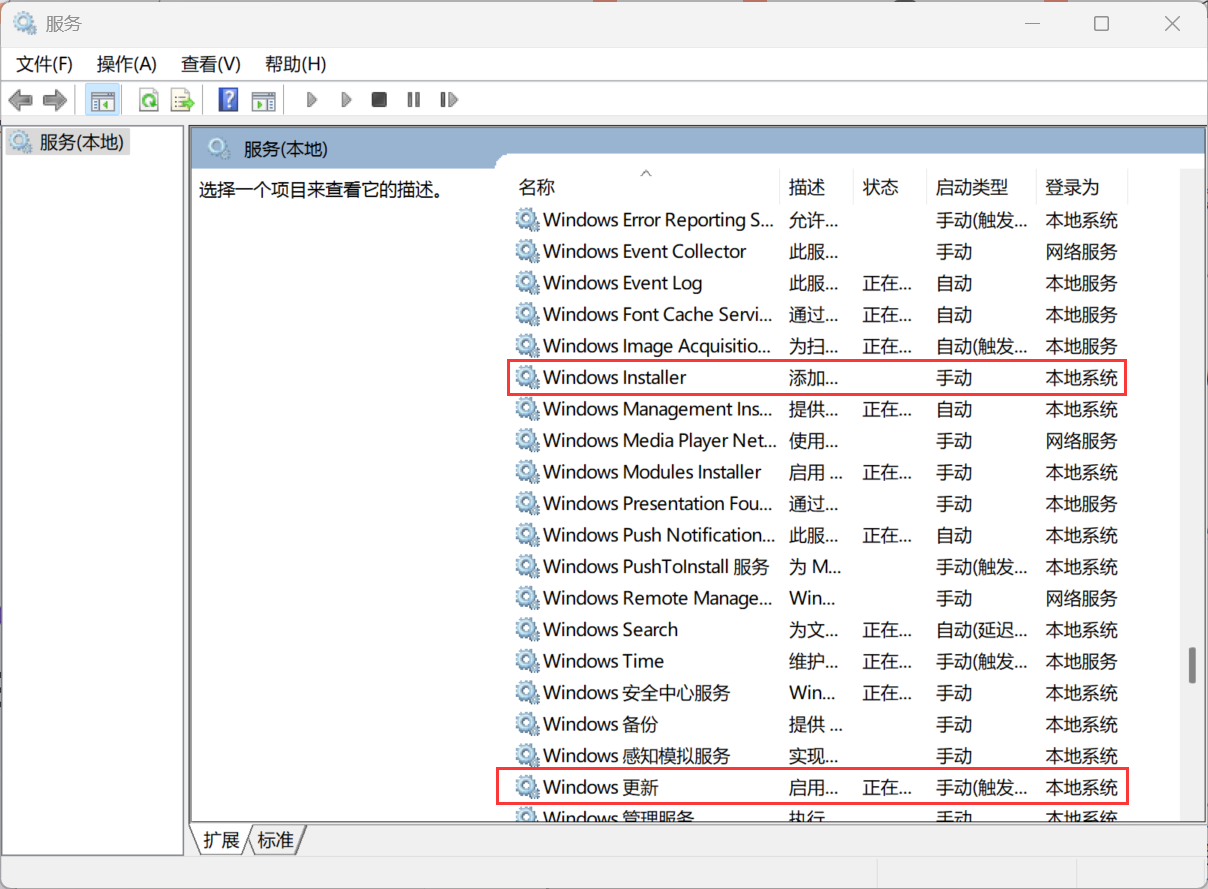 服务
文件(F) 操作(A) 查看(V) 帮助(H)
服务(本地)
服务(本地)
选择一个项目来查看它的描述。
名称 描述 状态 启动类型 登录为
Windows Error Reporting S... 允许... 手动(触发... 本地系统
Windows Event Collector 此服... 手动 网络服务
Windows Event Log 此服... 正在... 自动 本地服务
Windows Font Cache Servi... 通过... 正在... 自动 本地服务
Windows Image Acquisitio... 为扫... 正在... 自动(触发... 本地服务
Windows Installer 添加... 手动 本地系统
Windows Management Ins... 提供... 正在... 自动 本地系统
Windows Media Player Net... 使用... 手动 网络服务
Windows Modules Installer 启用 ... 正在... 手动 本地系统
Windows Presentation Fou... 通过... 手动 本地服务
Windows Push Notification... 此服... 正在... 自动 本地系统
Windows PushToInstall 服务 为 M... 手动(触发... 本地系统
Windows Remote Manage... Win... 手动 网络服务
Windows Search 为文... 正在... 自动(延迟... 本地系统
Windows Time 维护... 正在... 手动(触发... 本地服务
Windows 安全中心服务 Win... 正在... 手动 本地系统
Windows 备份 提供 ... 手动 本地系统
Windows 感知模拟服务 实现... 手动 本地系统
Windows 更新 启用... 正在... 手动(触发... 本地系统
Windows 管理服务 执行 手动 本地系统
扩展 标准